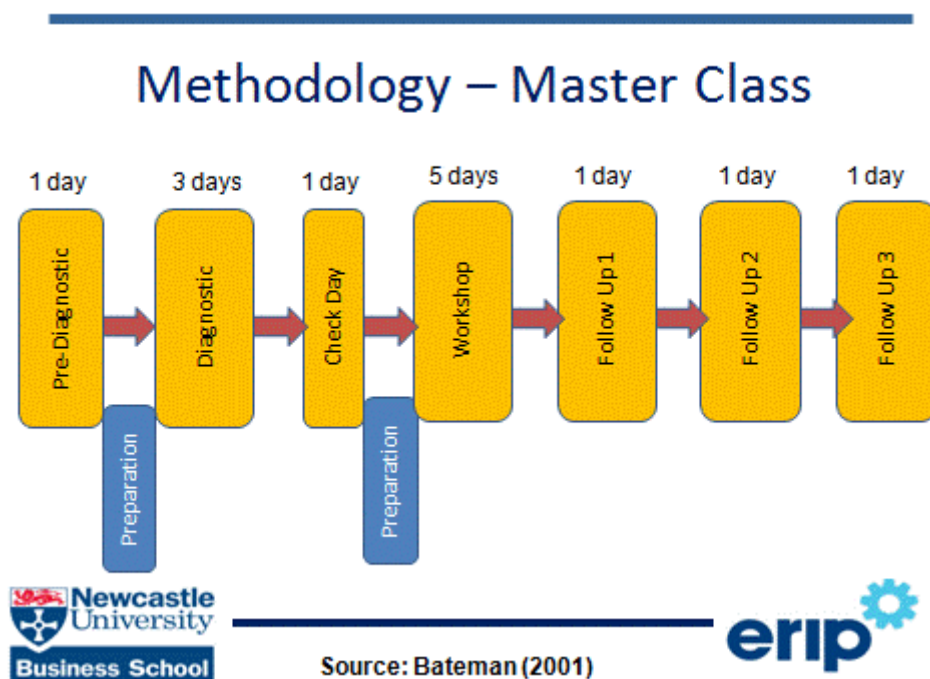 Methodology – Master Class
1 day
3 days
1 day
5 days
1 day
1 day
1 day
Pre-Diagnostic
Preparation
Diagnostic
Check Day
Preparation
Workshop
Follow Up 1
Follow Up 2
Follow Up 3
Newcastle
University
Business School
Source: Bateman (2001)
erip